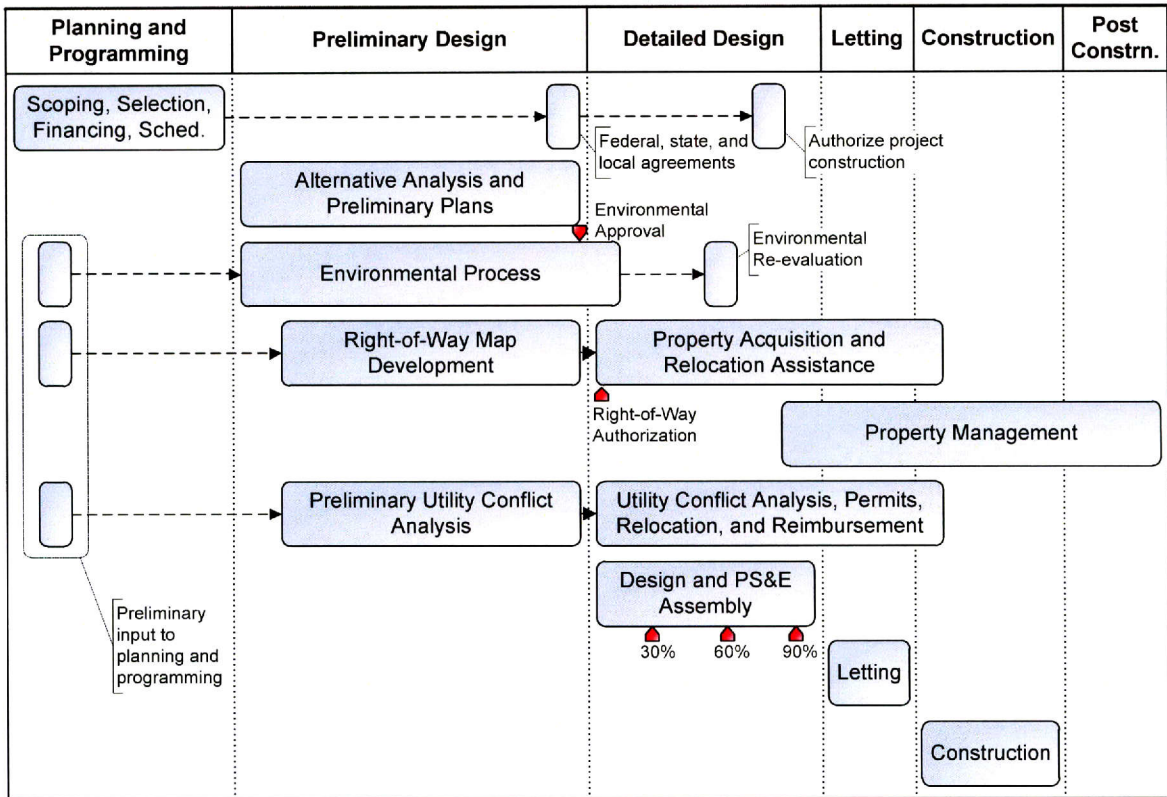 Planning and
Programming
Preliminary Design
Detailed Design
Letting
Construction
Post
Constrn.
Scoping, Selection,
Financing, Sched.
Federal, state, and
local agreements
Authorize project
construction
Alternative Analysis and
Preliminary Plans
Environmental
Approval
Environmental Process
Environmental
Re-evaluation
Right-of-Way Map
Development
Property Acquisition and
Relocation Assistance
Right-of-Way
Authorization
Property Management
Preliminary Utility Conflict
Analysis
Utility Conflict Analysis, Permits,
Relocation, and Reimbursement
Design and PS&E
Assembly
30%
60%
90%
Preliminary
input to
planning and
programming
Letting
Construction